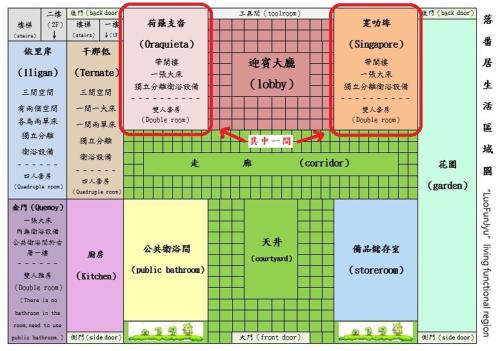 樓梯
(stairs)
二樓
(2F)
↓
一樓
(1F)
↓
樓梯
(stairs)
後門 (back door)
工具間 (toolroom)
後門 (back door)
依里岸
(Iligan)
三間空間
有兩個空間
各為兩單床
獨立分離
衛浴設備
四人套房
(Quadruple room)
干那低
(Ternate)
三間空間
一間一大床
一間兩單床
獨立分離
衛浴設備
四人套房
(Quadruple room)
荷羅支沓
(Oraquieta)
帶閣樓
一張大床
獨立分離衛浴設備
雙人套房
(Double room)
迎賓大廳
(lobby)
寔叻埠
(Singapore)
帶閣樓
一張大床
獨立分離衛浴設備
雙人套房
(Double room)
其中一間
走廊 (corridor)
花園
(garden)
金門(Quemoy)
一張大床
內無衛浴設備
公共衛浴間於古
厝一樓
雙人雅房
(Double room)
[There is no
bathroom in the
room,need to use
public bathroom.]
廚房
(Kitchen)
公共衛浴間
(public bathroom)
天井
(courtyard)
備品儲存室
(storeroom)
側門 (side door)
大門 (front door)
側門 (side door)
落番居生活區域圖 "LuoFunJyu" living functional region